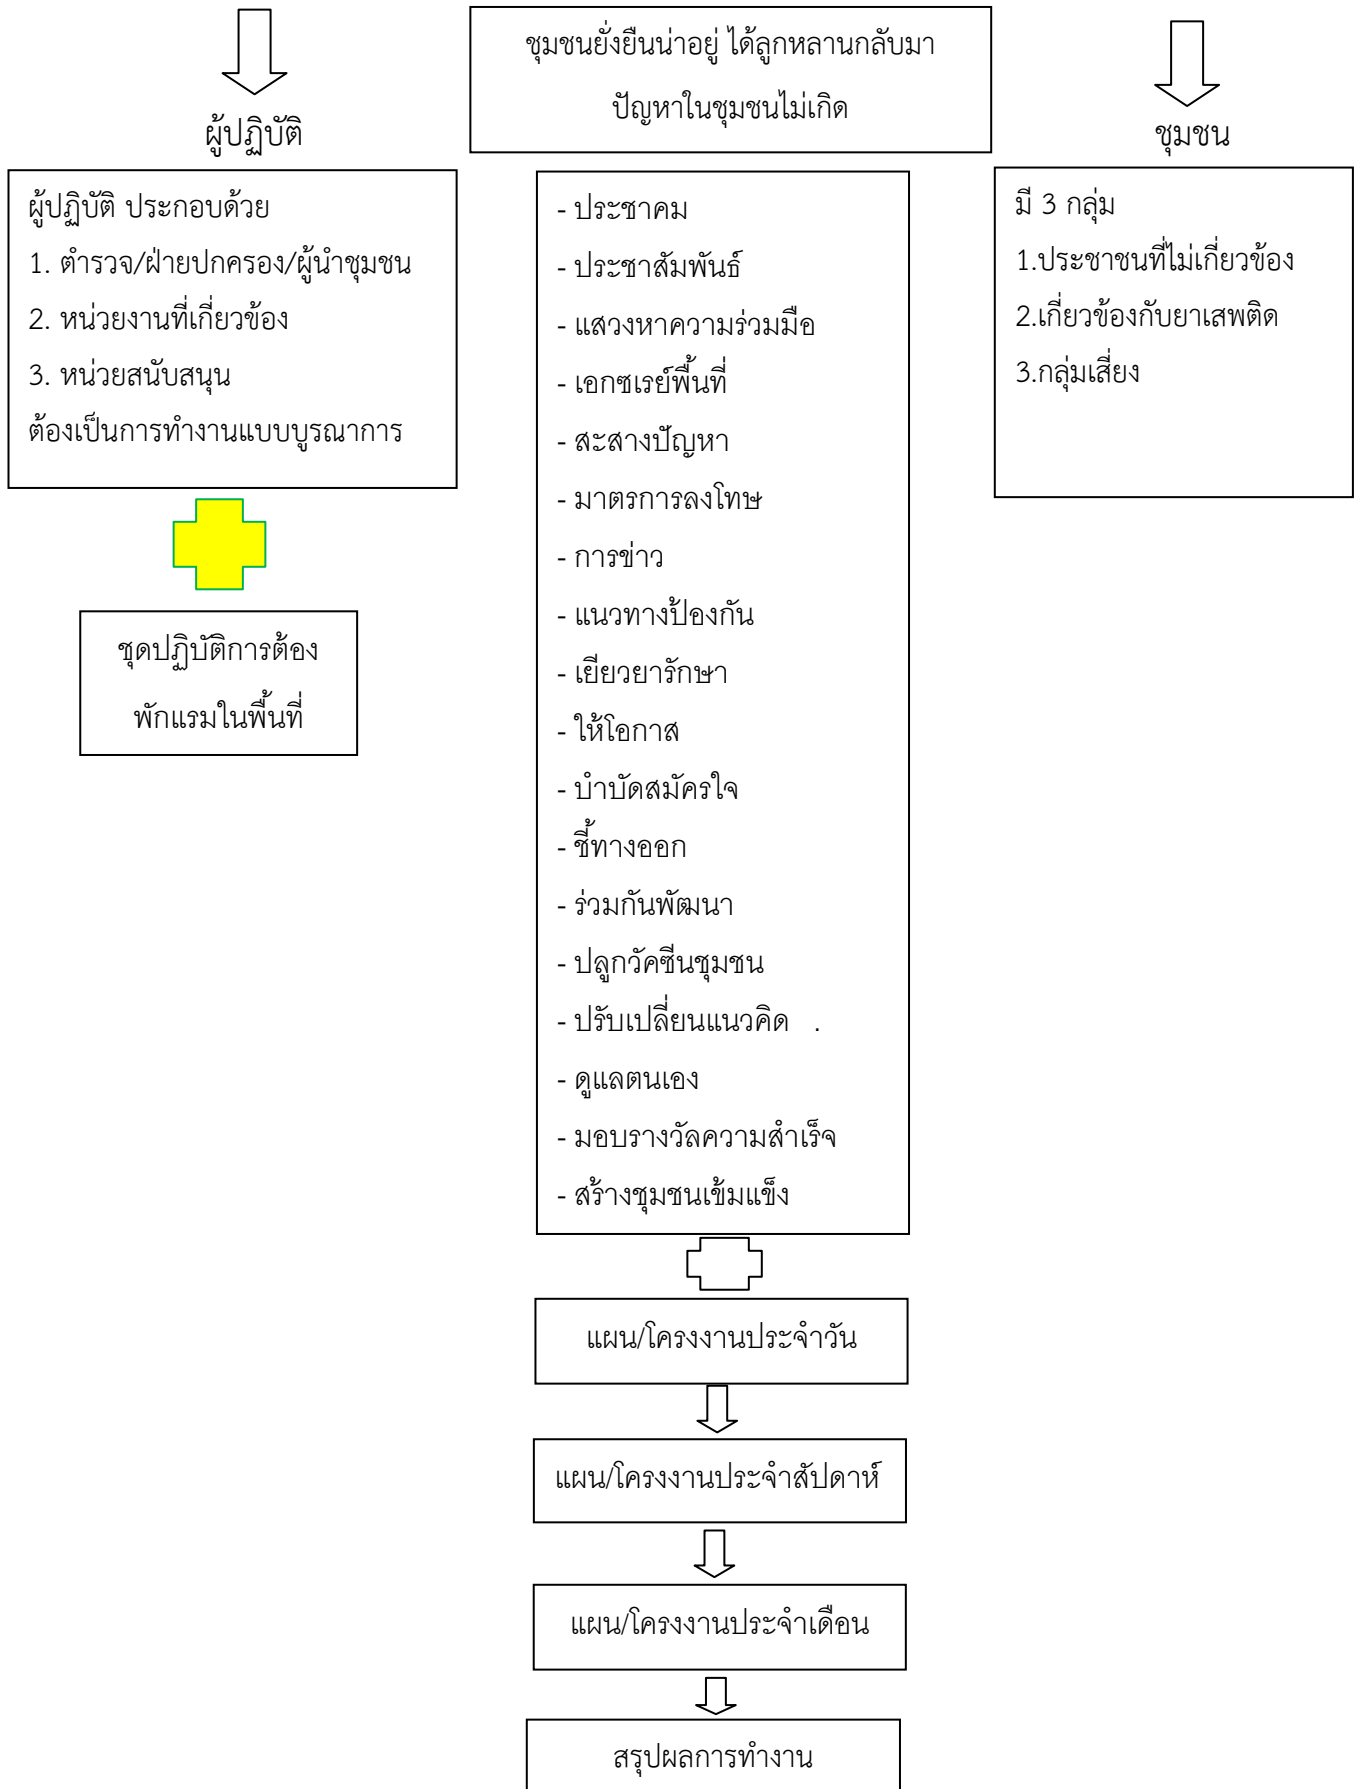 ชุมชนยั่งยืนน่าอยู่ ได้ลูกหลานกลับมา
ปัญหาในชุมชนไม่เกิด
ผู้ปฏิบัติ
ผู้ปฏิบัติ ประกอบด้วย
1. ตำรวจ/ฝ่ายปกครอง/ผู้นำชุมชน
2. หน่วยงานที่เกี่ยวข้อง
3. หน่วยสนับสนุน
ต้องเป็นการทำงานแบบบูรณาการ
ชุดปฏิบัติการต้อง
พักแรมในพื้นที่
- ประชาคม
- ประชาสัมพันธ์
- แสวงหาความร่วมมือ
- เอกซเรย์พื้นที่
- สะสางปัญหา
- มาตรการลงโทษ
- การข่าว
- แนวทางป้องกัน
- เยียวยารักษา
- ให้โอกาส
- บำบัดสมัครใจ
- ชี้ทางออก
- ร่วมกันพัฒนา
- ปลูกวัคซีนชุมชน
- ปรับเปลี่ยนแนวคิด .
- ดูแลตนเอง
- มอบรางวัลความสำเร็จ
- สร้างชุมชนเข้มแข็ง
แผน/โครงงานประจำวัน
แผน/โครงงานประจำสัปดาห์
แผน/โครงงานประจำเดือน
สรุปผลการทำงาน
ชุมชน
มี 3 กลุ่ม
1.ประชาชนที่ไม่เกี่ยวข้อง
2.เกี่ยวข้องกับยาเสพติด
3.กลุ่มเสี่ยง